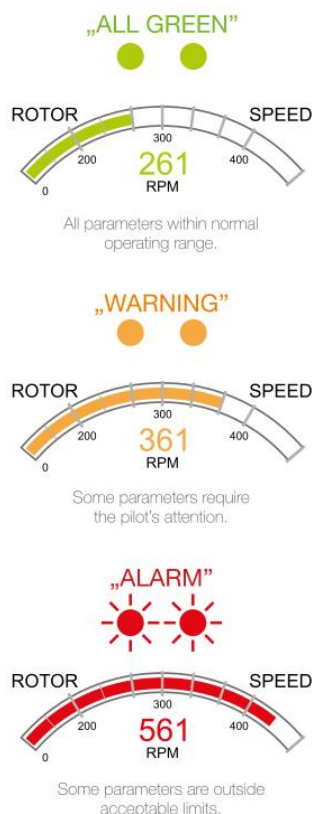 „ALL GREEN”
ROTOR SPEED
0 200 300 400
261
RPM
All parameters within normal
operating range.
„WARNING”
ROTOR SPEED
0 200 300 400
361
RPM
Some parameters require
the pilot's attention.
„ALARM”
ROTOR SPEED
0 200 300 400
561
RPM
Some parameters are outside
acceptable limits.